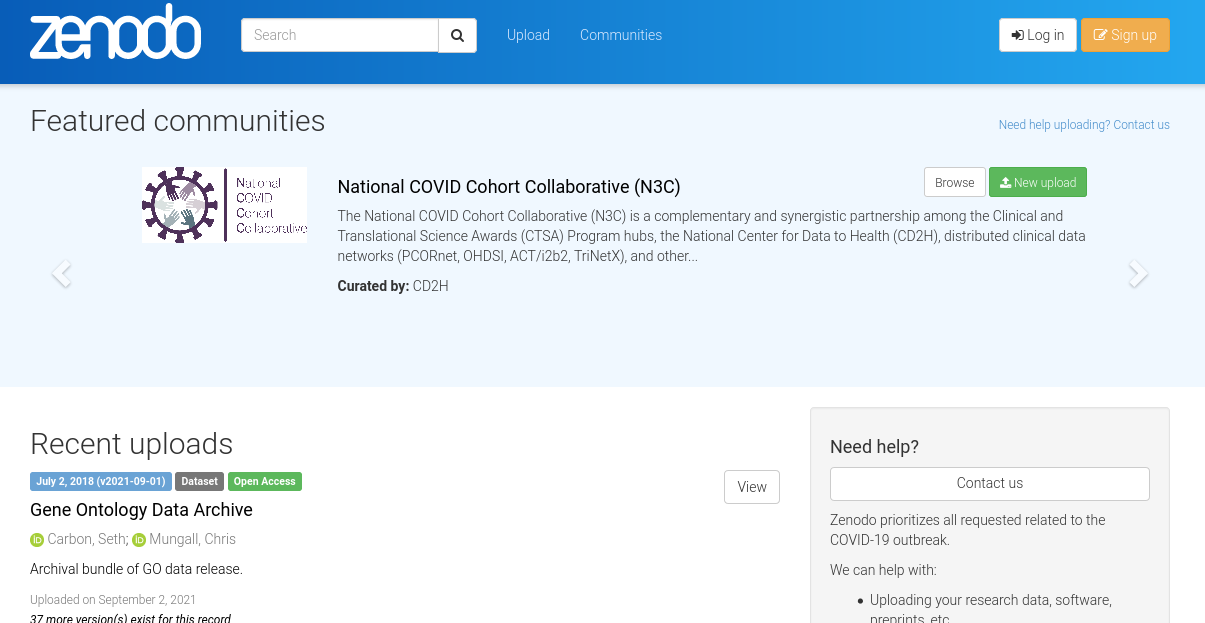 zenodo
Search
Upload
Communities
Log in
Sign up
Featured communities
Need help uploading? Contact us
National
COVID
Cohort
Collaborative
National COVID Cohort Collaborative (N3C)
Browse
New upload
The National COVID Cohort Collaborative (N3C) is a complementary and synergistic partnership among the Clinical and
Translational Science Awards (CTSA) Program hubs, the National Center for Data to Health (CD2H), distributed clinical data
networks (PCORnet, OHDSI, ACT/i2b2, TriNetX), and other...
Curated by: CD2H
Recent uploads
July 2, 2018 (v2021-09-01) Dataset Open Access
View
Gene Ontology Data Archive
iD Carbon, Seth; iD Mungall, Chris
Archival bundle of GO data release.
Uploaded on September 2, 2021
37 more version(s) exist for this record
Need help?
Contact us
Zenodo prioritizes all requested related to the
COVID-19 outbreak.
We can help with:
• Uploading your research data, software,
preprints, etc.